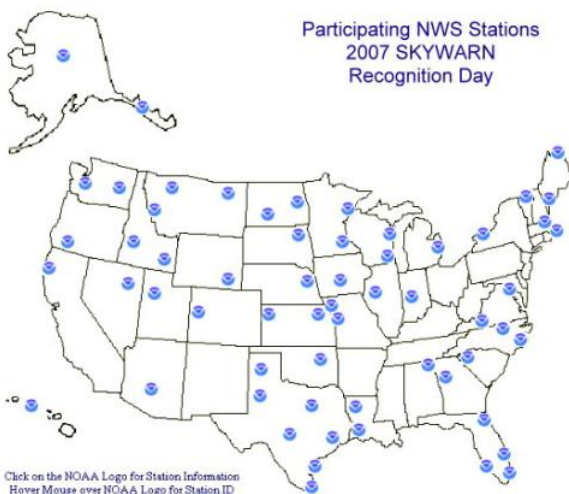 Participating NWS Stations
2007 SKYWARN
Recognition Day
Click on the NOAA Logo for Station Information
Hover Mouse over NOAA Logo for Station ID